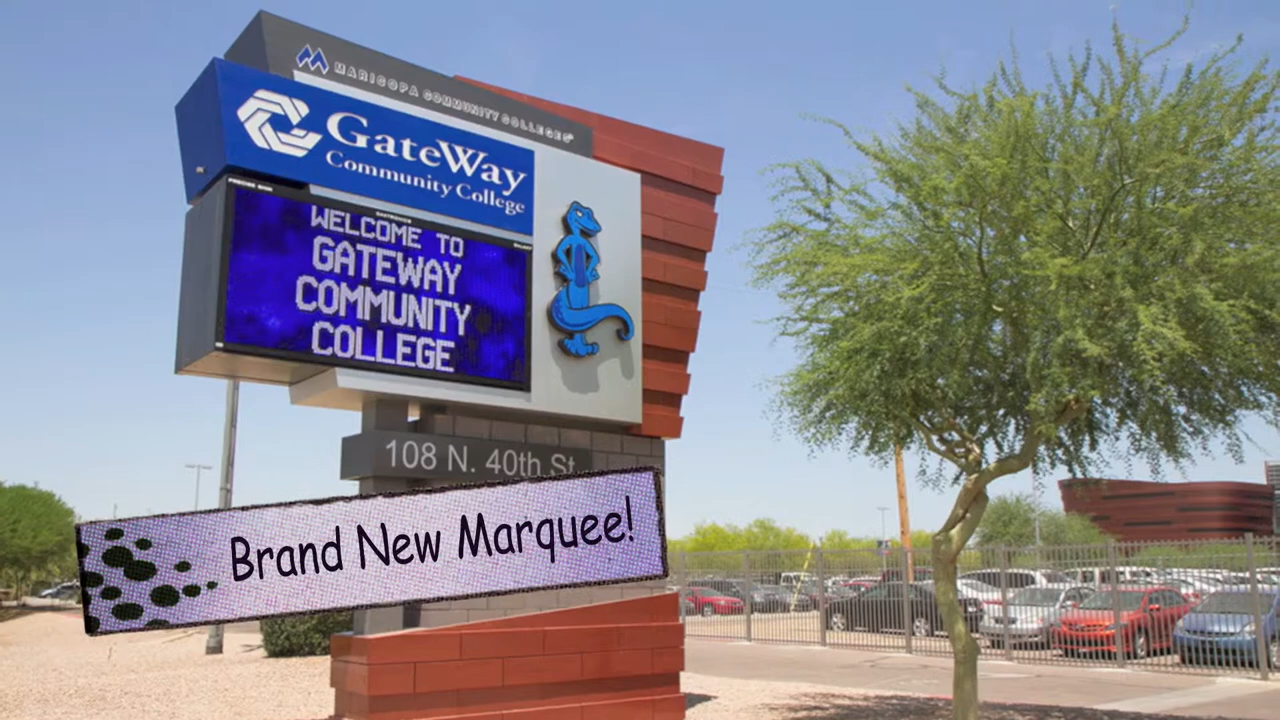 MARICOPA COMMUNITY COLLEGES
GateWay
Community College
WELCOME TO
GATEWAY
COMMUNITY
COLLEGE
108 N. 40th St
Brand New Marquee!